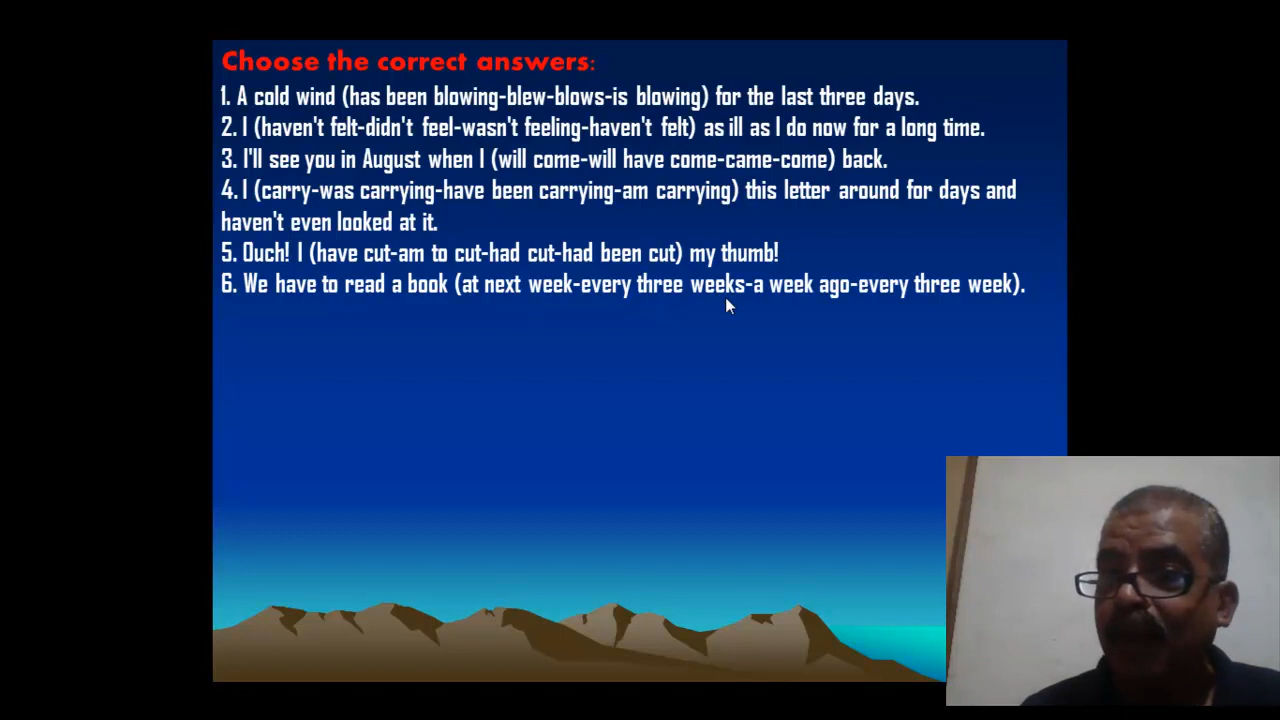 Choose the correct answers:
1. A cold wind (has been blowing-blew-blows-is blowing) for the last three days.
2. I (haven't felt-didn't feel-wasn't feeling-haven't felt) as ill as I do now for a long time.
3. I'll see you in August when I (will come-will have come-came-come) back.
4. I (carry-was carrying-have been carrying-am carrying) this letter around for days and
haven't even looked at it.
5. Ouch! I (have cut-am to cut-had cut-had been cut) my thumb!
6. We have to read a book (at next week-every three weeks-a week ago-every three week).